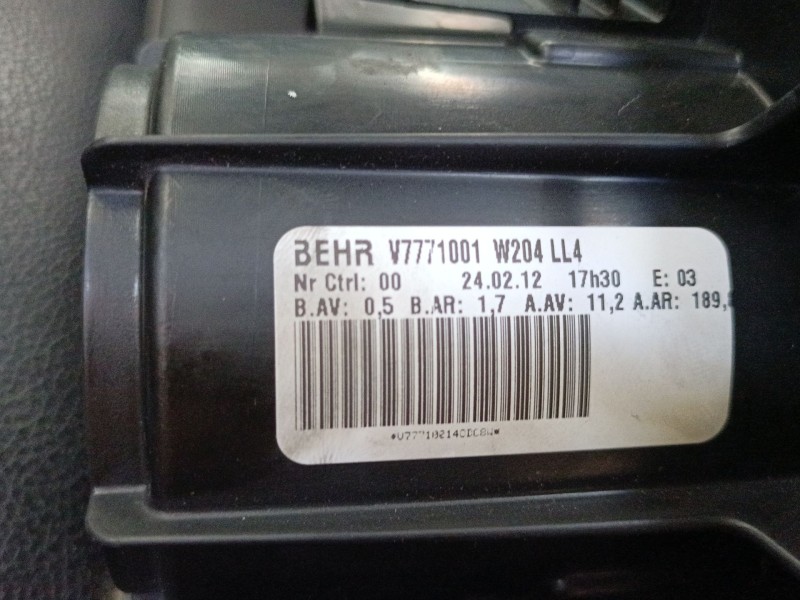 BEHR V7771001 W204 LL4
Nr Ctrl: 00 24.02.12 17h30 E: 03
B.AV: 0,5 B.AR: 1,7 A.AV: 11,2 A.AR: 189,